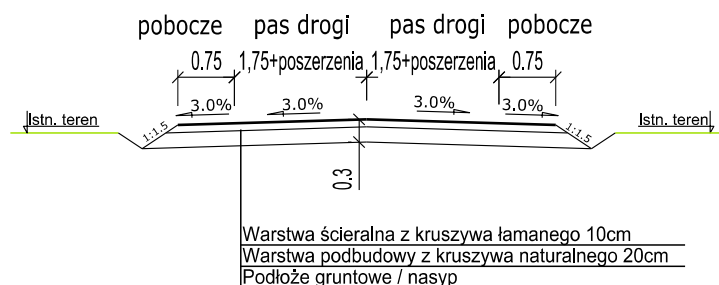 pobocze pas drogi pas drogi pobocze
0.75 1,75+poszerzenia 1,75+poszerzenia 0.75
3.0% 3.0% 3.0% 3.0%
Istn. teren Istn. teren
1:1.5 1:1.5
0.3
Warstwa ścieralna z kruszywa łamanego 10cm
Warstwa podbudowy z kruszywa naturalnego 20cm
Podłoże gruntowe / nasyp